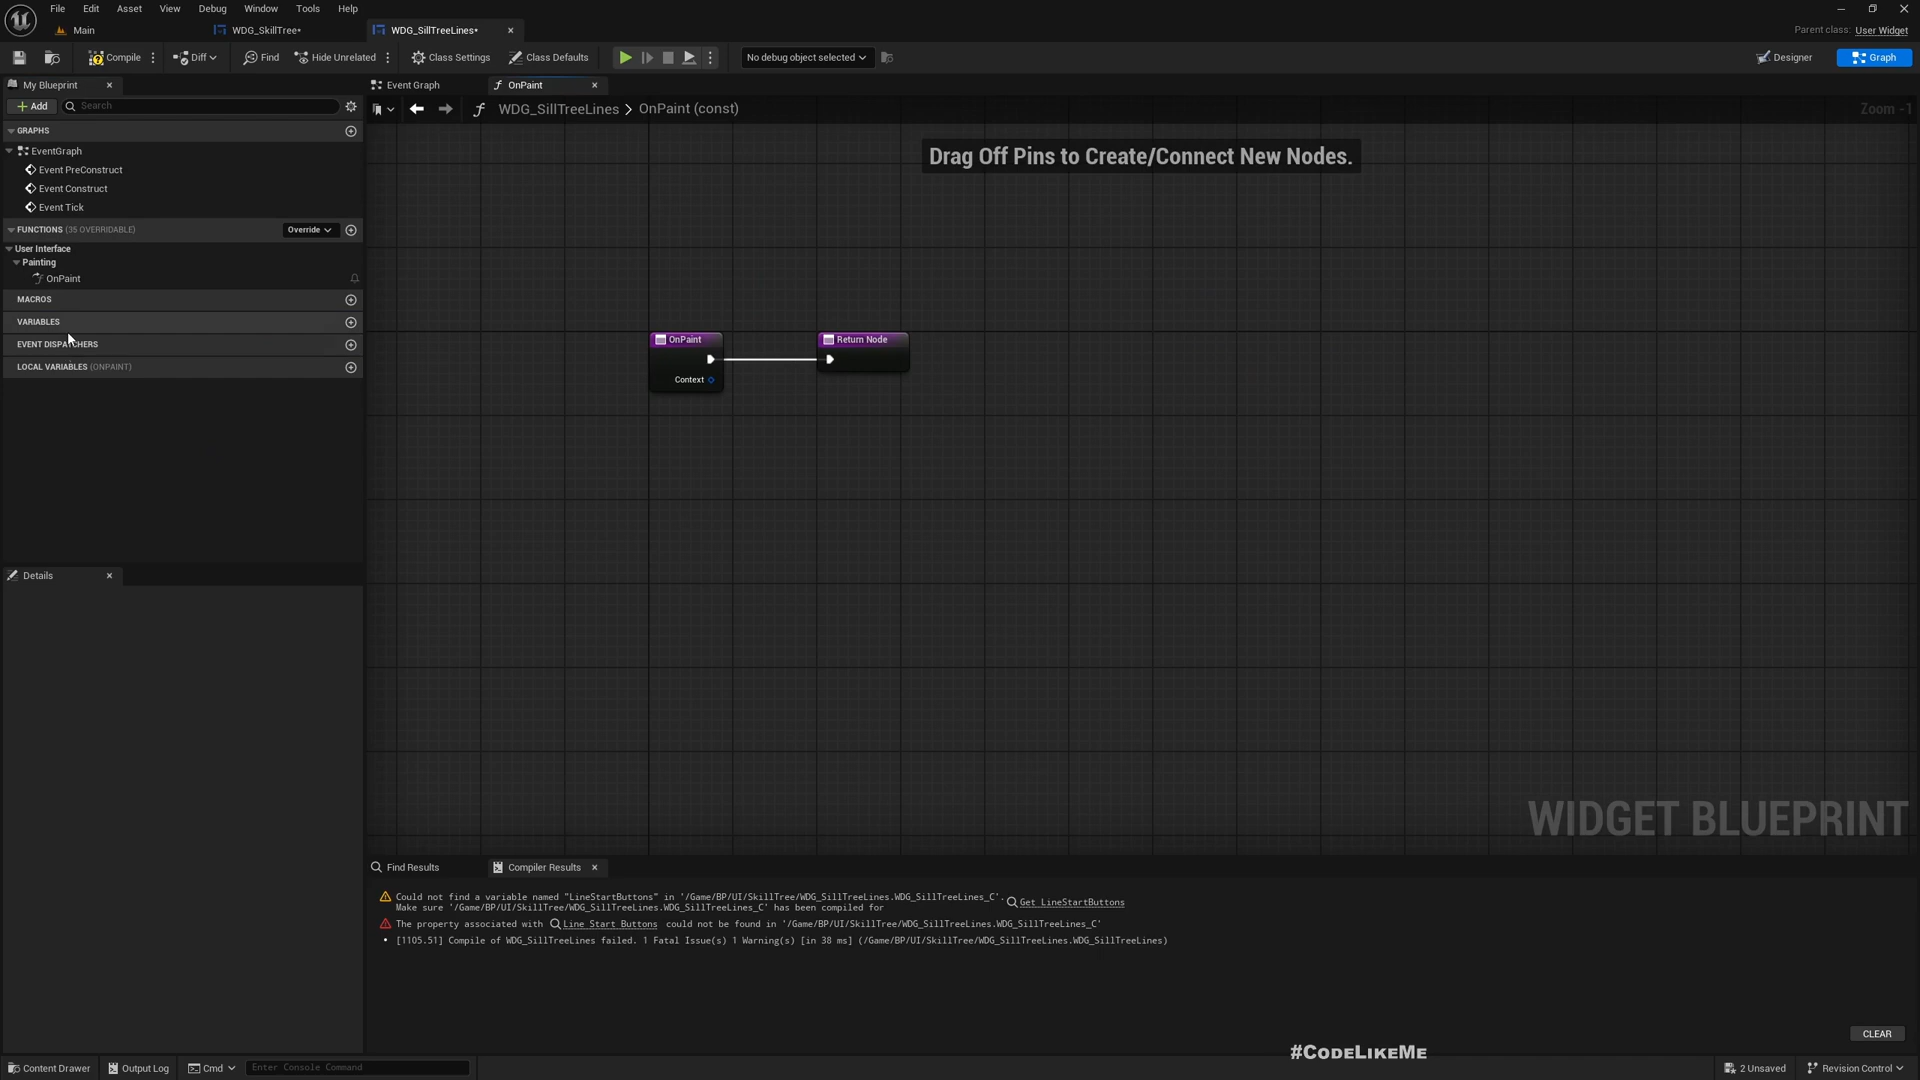 File Edit Asset View Window Debug Tools Help
Main
WDG_SkillTree*
WDG_SillTreeLines*
Parent class: User Widget
Compile
Diff
Find
Hide Unrelated
Class Settings
Class Defaults
No debug object selected
Designer
Graph
My Blueprint
Event Graph
OnPaint
Add
Search
WDG_SillTreeLines > OnPaint (const)
Zoom -1
GRAPHS
Drag Off Pins to Create/Connect New Nodes.
EventGraph
Event PreConstruct
Event Construct
Event Tick
FUNCTIONS (35 OVERRIDABLE)
Override
User Interface
Painting
OnPaint
MACROS
VARIABLES
EVENT DISPATCHERS
LOCAL VARIABLES (ONPAINT)
OnPaint
Context
Return Node
Details
WIDGET BLUEPRINT
Find Results
Compiler Results
Could not find a variable named "LineStartButtons" in '/Game/BP/UI/SkillTree/WDG_SillTreeLines.WDG_SillTreeLines_C'.
Make sure '/Game/BP/UI/SkillTree/WDG_SillTreeLines.WDG_SillTreeLines_C' has been compiled for
Get LineStartButtons
The property associated with Line Start Buttons could not be found in '/Game/BP/UI/SkillTree/WDG_SillTreeLines.WDG_SillTreeLines_C'
[1105.51] Compile of WDG_SillTreeLines failed. 1 Fatal Issue(s) 1 Warning(s) [in 38 ms] (/Game/BP/UI/SkillTree/WDG_SillTreeLines.WDG_SillTreeLines)
CLEAR
#CODELIKEME
Content Drawer
Output Log
Cmd
Enter Console Command
2 Unsaved
Revision Control